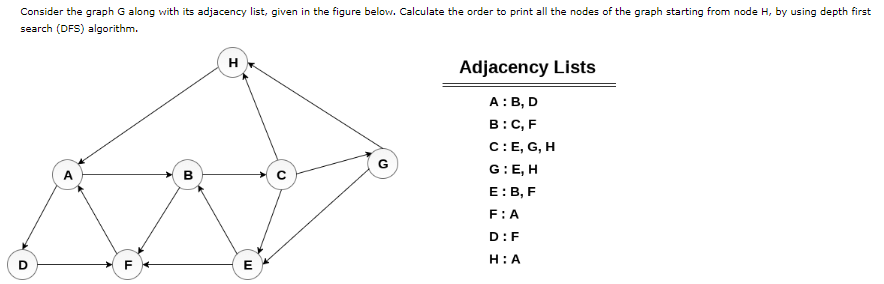 Consider the graph G along with its adjacency list, given in the figure below. Calculate the order to print all the nodes of the graph starting from node H, by using depth first
search (DFS) algorithm.
H
Adjacency Lists
A : B, D
B : C, F
C : E, G, H
G : E, H
E : B, F
F : A
D : F
H : A
G
A B C
D F E